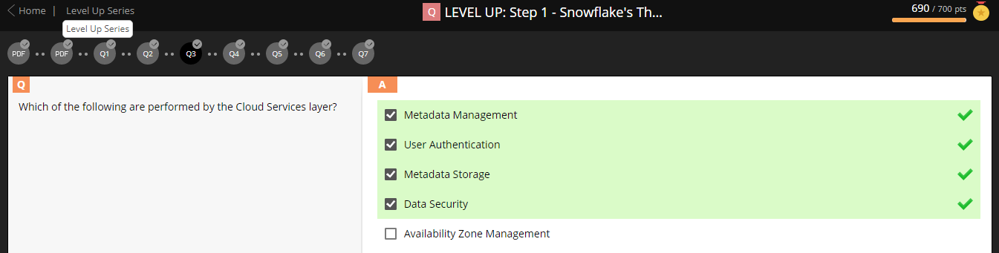 Home | Level Up Series
Q LEVEL UP: Step 1 - Snowflake's Th...
690 / 700 pts
Level Up Series
PDF PDF Q1 Q2 Q3 Q4 Q5 Q6 Q7
Q
Which of the following are performed by the Cloud Services layer?
A
Metadata Management
User Authentication
Metadata Storage
Data Security
Availability Zone Management